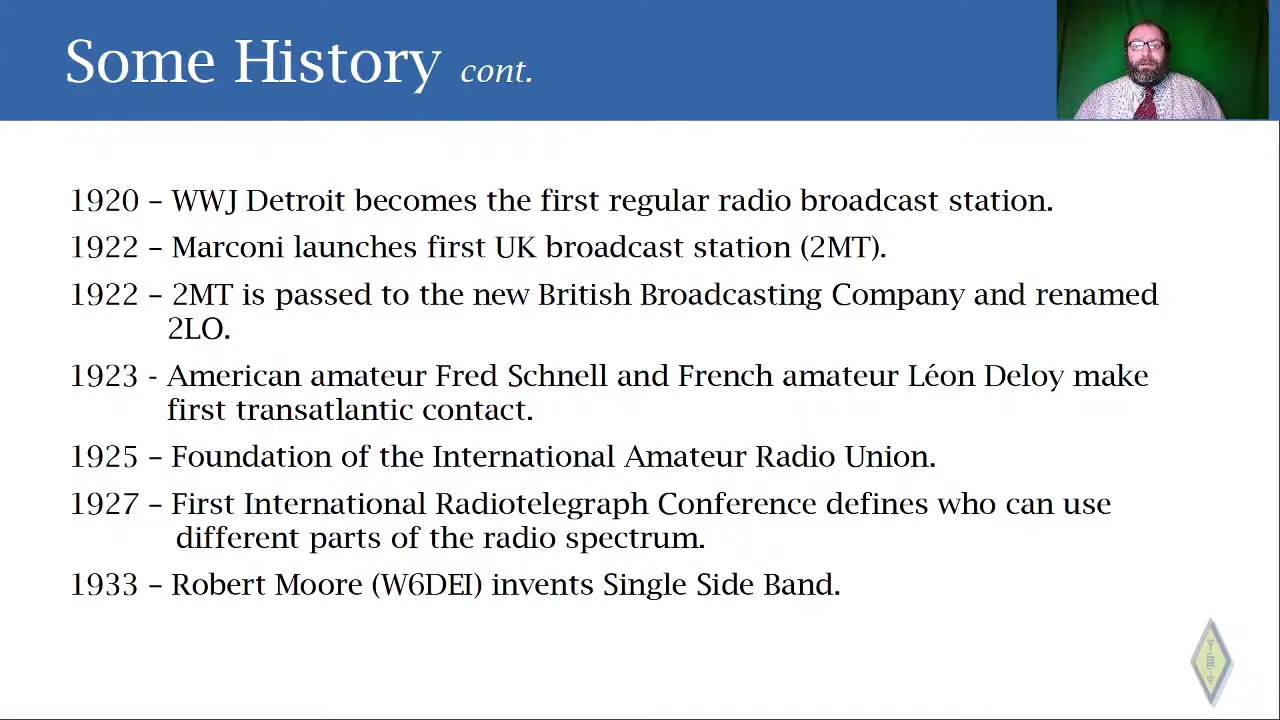 Some History cont.
1920 – WWJ Detroit becomes the first regular radio broadcast station.
1922 – Marconi launches first UK broadcast station (2MT).
1922 – 2MT is passed to the new British Broadcasting Company and renamed
2LO.
1923 - American amateur Fred Schnell and French amateur Léon Deloy make
first transatlantic contact.
1925 – Foundation of the International Amateur Radio Union.
1927 – First International Radiotelegraph Conference defines who can use
different parts of the radio spectrum.
1933 – Robert Moore (W6DEI) invents Single Side Band.